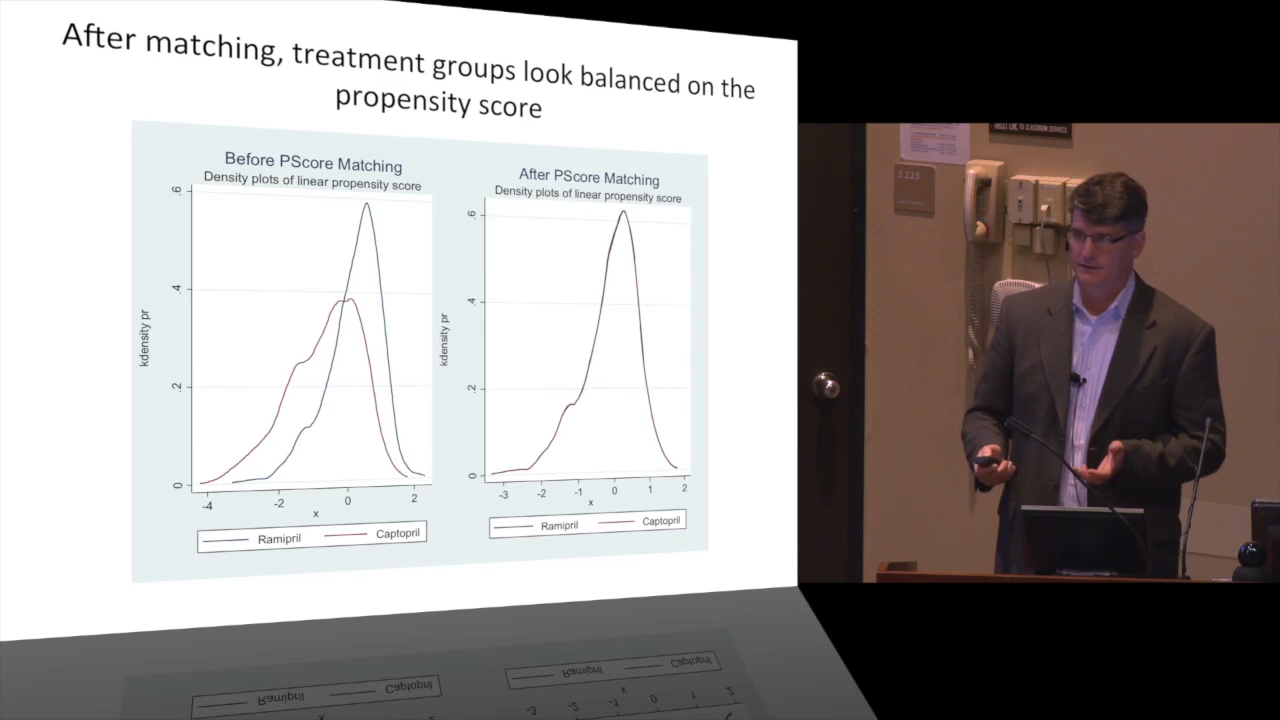 After matching, treatment groups look balanced on the
propensity score
Before PScore Matching
Density plots of linear propensity score
kdensity pr
0
.2
.4
.6
-4
-2
0
2
x
Ramipril
Captopril
After PScore Matching
Density plots of linear propensity score
kdensity pr
0
.2
.4
.6
-3
-2
-1
0
1
2
x
Ramipril
Captopril
2 223